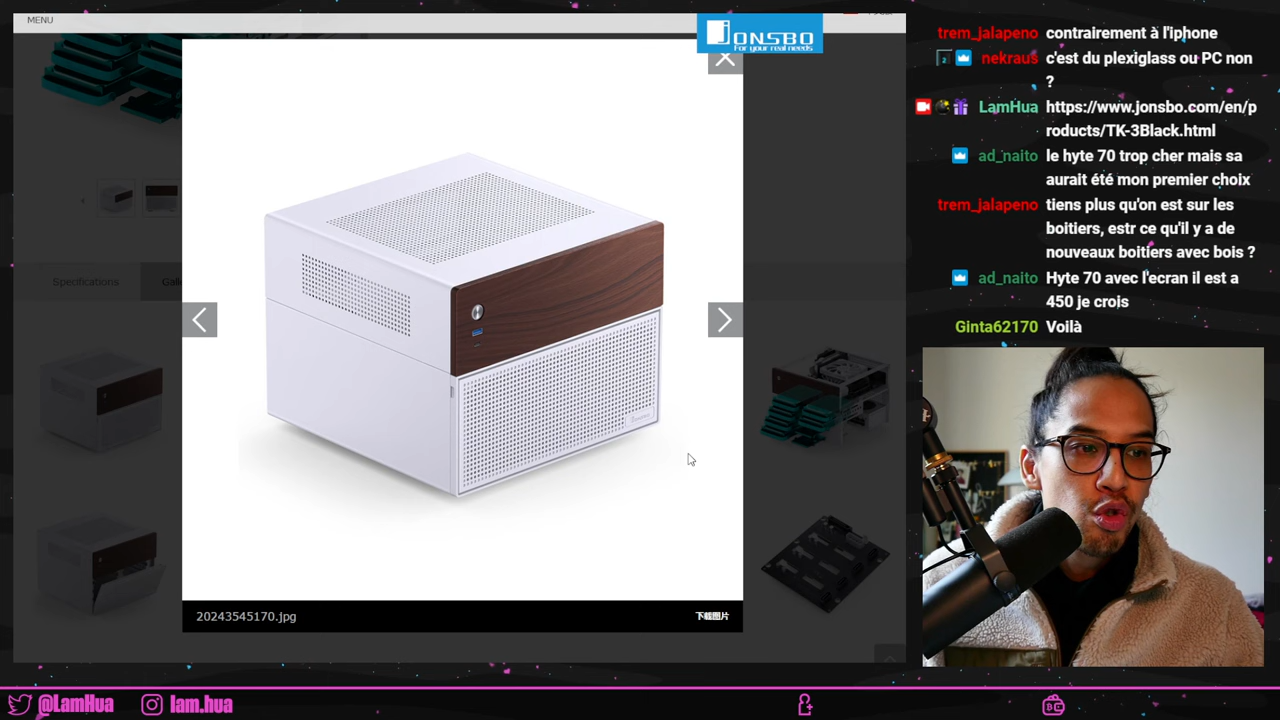 MENU
JONSBO
For your real needs
Specifications
Gall
20243545170.jpg
下载图片
trem_jalapeno contrairement à l'iphone
nekraus c'est du plexiglass ou PC non
?
LamHua https://www.jonsbo.com/en/p
roducts/TK-3Black.html
ad_naito le hyte 70 trop cher mais sa
aurait été mon premier choix
trem_jalapeno tiens plus qu'on est sur les
boitiers, estr ce qu'il y a de
nouveaux boitiers avec bois ?
ad_naito Hyte 70 avec l'ecran il est a
450 je crois
Ginta62170 Voilà
@LamHua
lam.hua